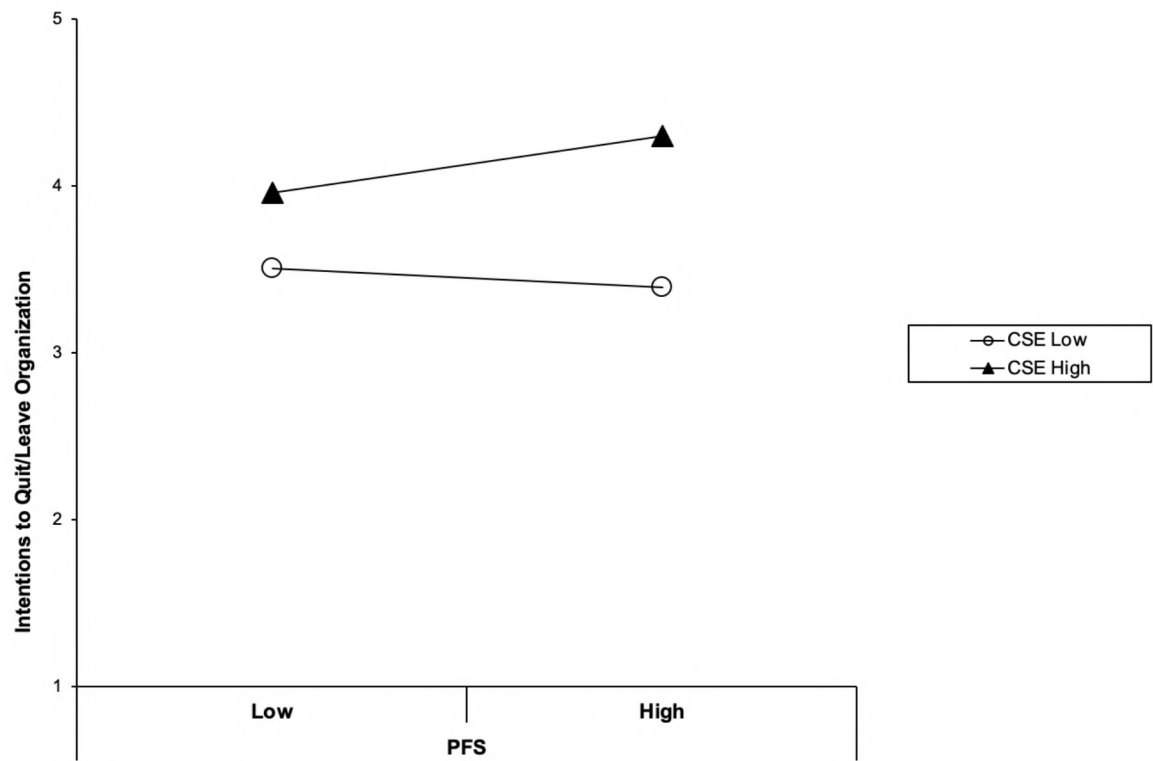 5
4
3
2
1
Intentions to Quit/Leave Organization
Low
High
PFS
CSE Low
CSE High